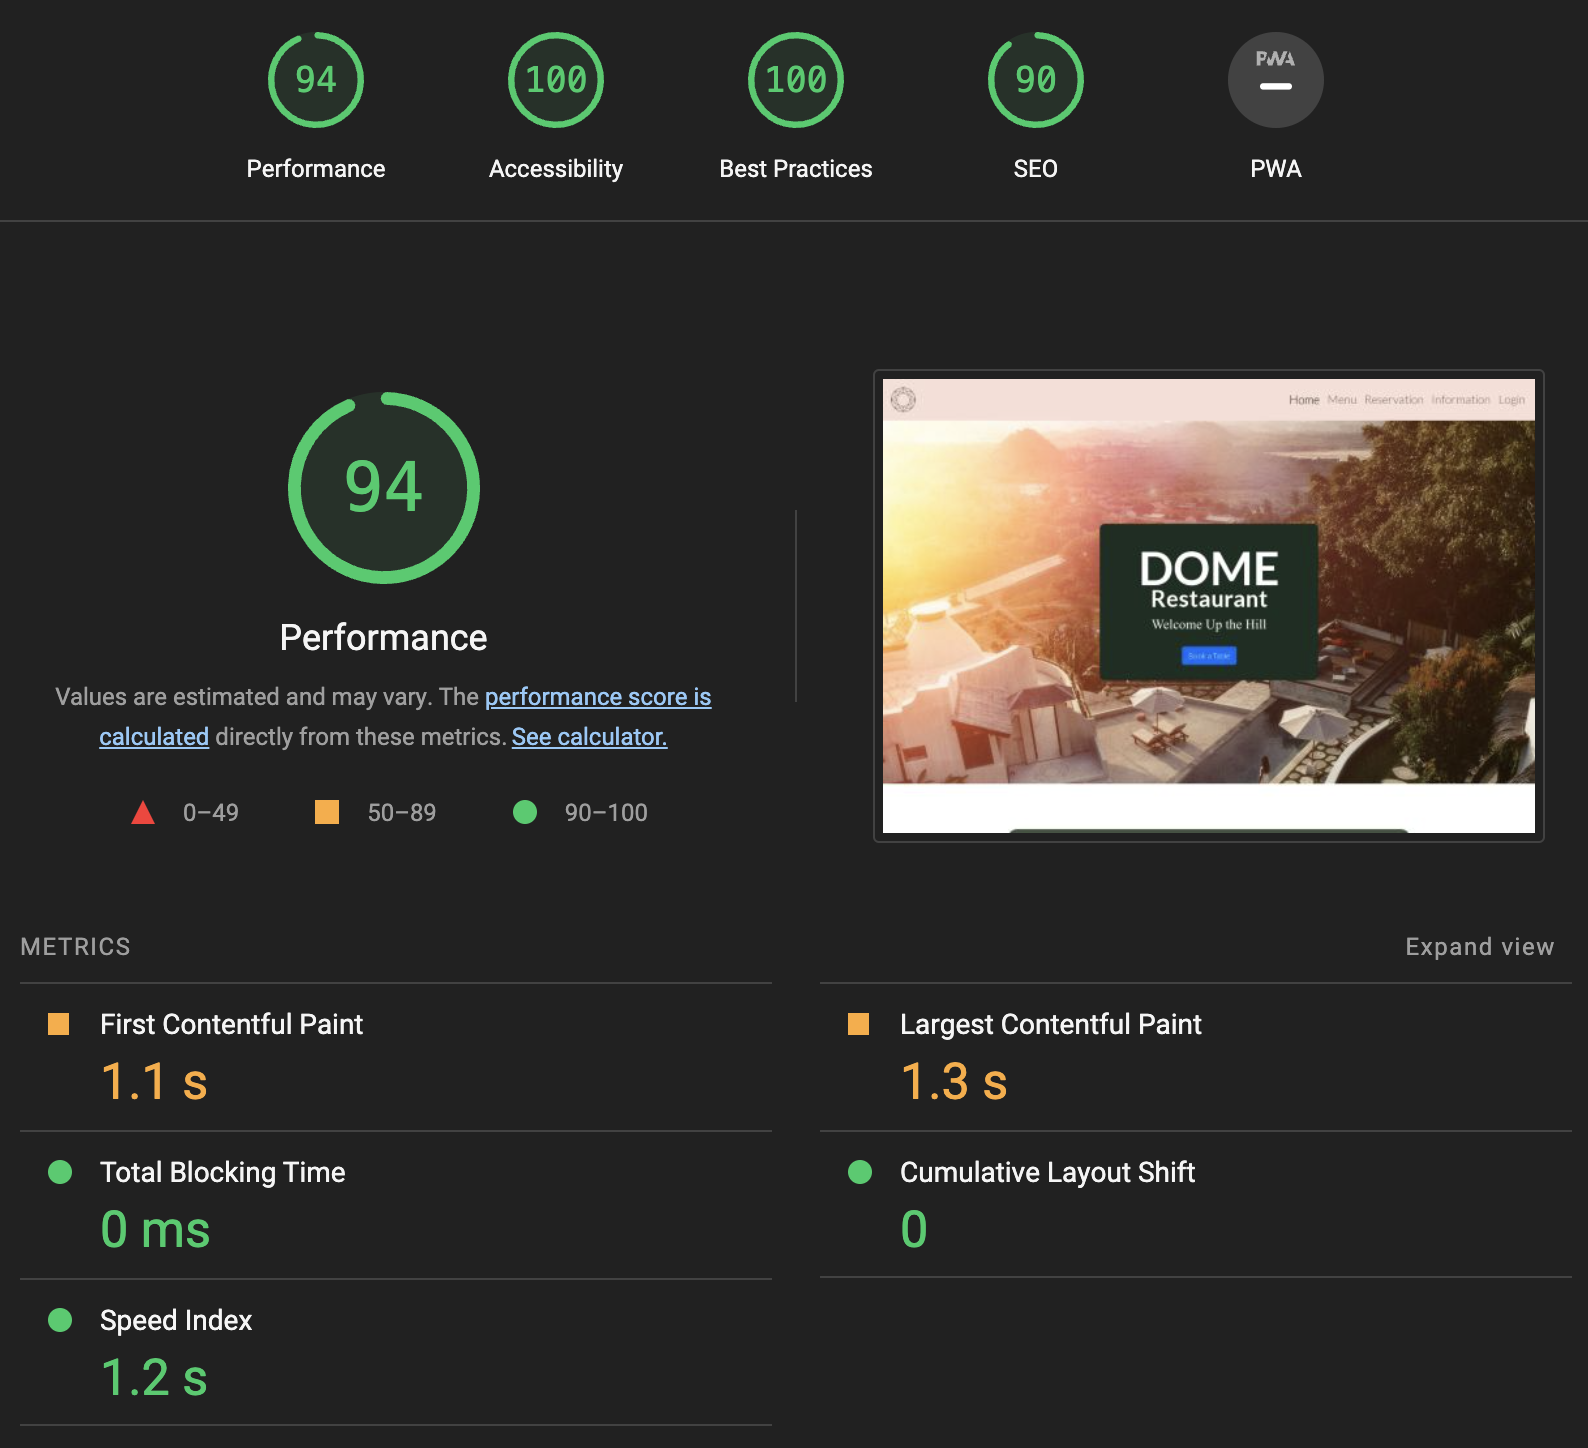 94
100
100
90
PWA
Performance
Accessibility
Best Practices
SEO
PWA
94
Performance
Values are estimated and may vary. The performance score is
calculated directly from these metrics. See calculator.
0–49
50–89
90–100
Home Menu Reservation Information Login
DOME
Restaurant
Welcome Up the Hill
Book a Table
METRICS
Expand view
First Contentful Paint
1.1 s
Largest Contentful Paint
1.3 s
Total Blocking Time
0 ms
Cumulative Layout Shift
0
Speed Index
1.2 s